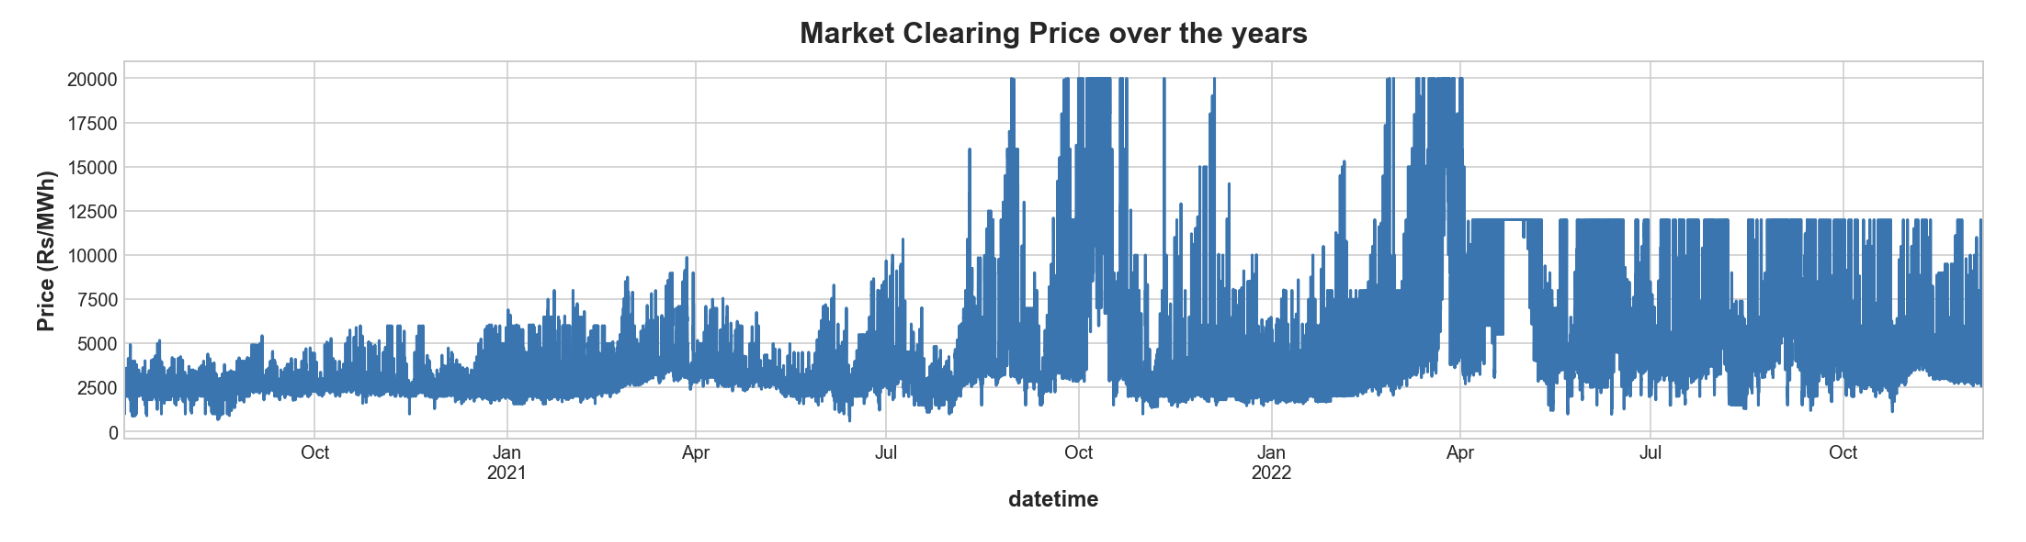 Market Clearing Price over the years
Price (Rs/MWh)
20000
17500
15000
12500
10000
7500
5000
2500
0
Oct Jan Apr Jul Oct Jan Apr Jul Oct
2021 2022
datetime